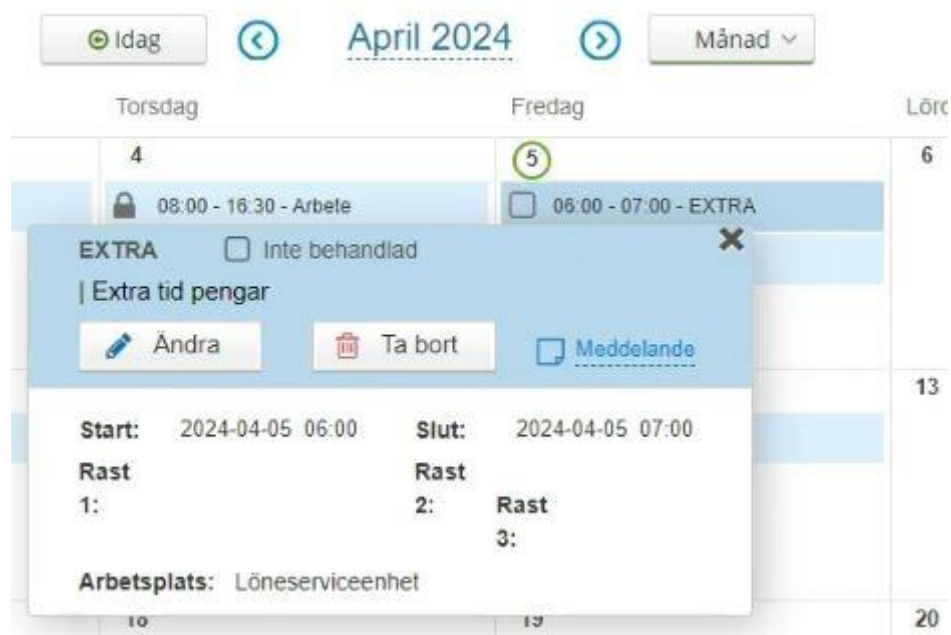 Idag April 2024 Månad
Torsdag Fredag
4 5 6
08:00 - 16:30 - Arbete 06:00 - 07:00 - EXTRA
EXTRA Inte behandlad
Extra tid pengar
Ändra Ta bort Meddelande
13
Start: 2024-04-05 06:00 Slut: 2024-04-05 07:00
Rast Rast
1: 2: Rast
3:
Arbetsplats: Löneserviceenhet
18 19 20